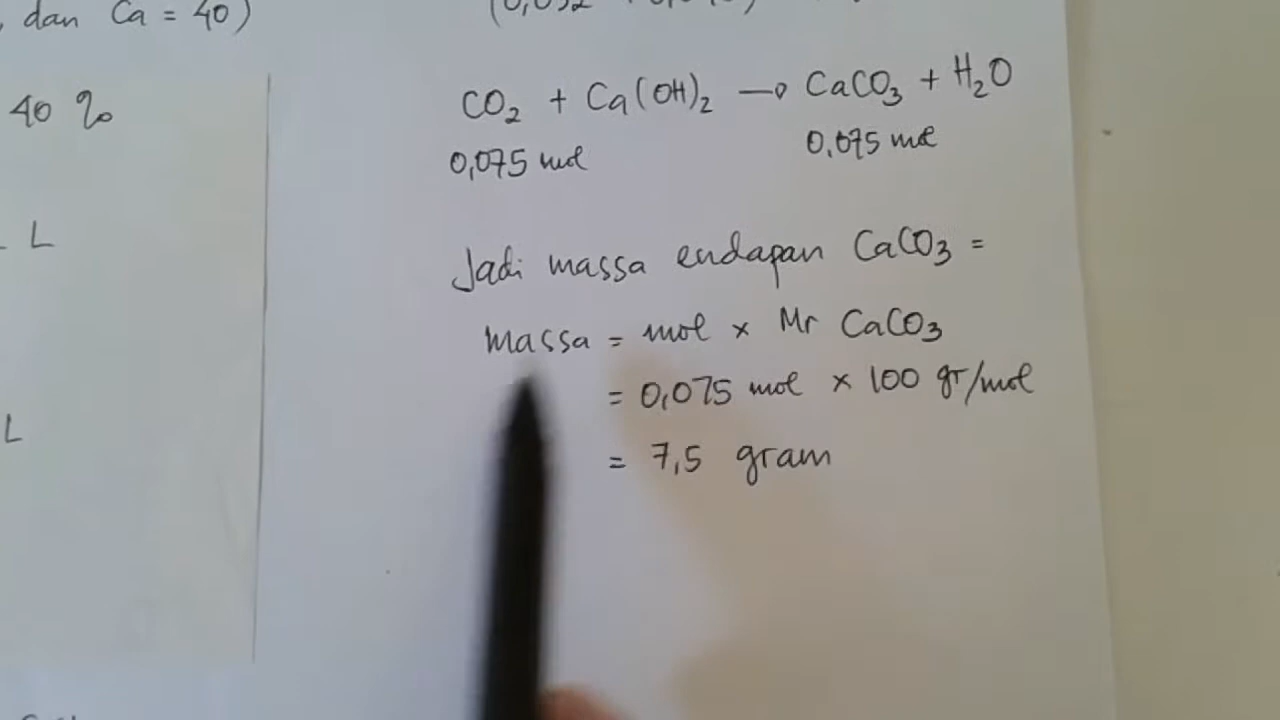 dan Ca = 40)
40 %
L
L
CO₂ + Ca(OH)₂ → CaCO₃ + H₂O
0,075 mol 0,075 mol
Jadi massa endapan CaCO₃ =
massa = mol × Mr CaCO₃
= 0,075 mol × 100 gr/mol
= 7,5 gram